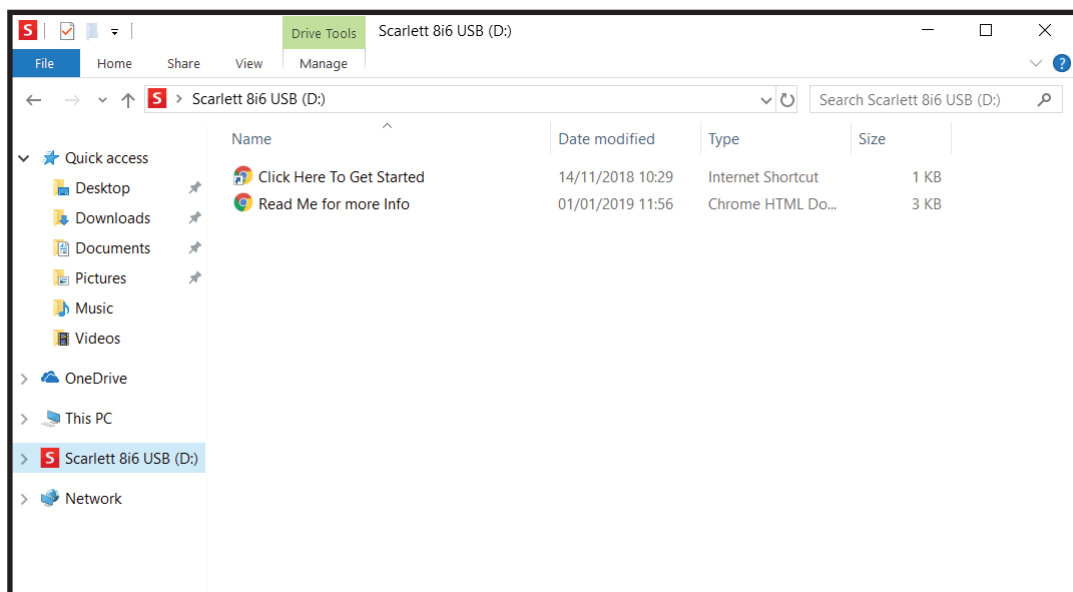 S Drive Tools Scarlett 8i6 USB (D:)
File Home Share View Manage ?
S > Scarlett 8i6 USB (D:) Search Scarlett 8i6 USB (D:)
Name Date modified Type Size
Quick access
Desktop
Downloads
Documents
Pictures
Music
Videos
OneDrive
This PC
S Scarlett 8i6 USB (D:)
Network
Click Here To Get Started 14/11/2018 10:29 Internet Shortcut 1 KB
Read Me for more Info 01/01/2019 11:56 Chrome HTML Do... 3 KB